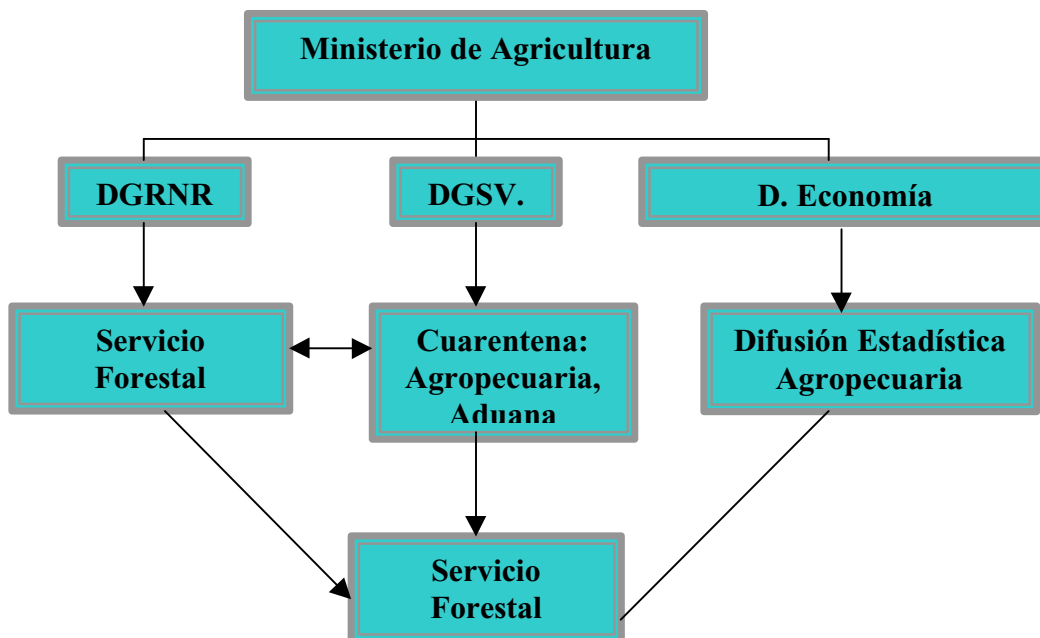 Ministerio de Agricultura
DGRNR
DGSV.
D. Economía
Servicio
Forestal
Cuarentena:
Agropecuaria,
Aduana
Difusión Estadística
Agropecuaria
Servicio
Forestal